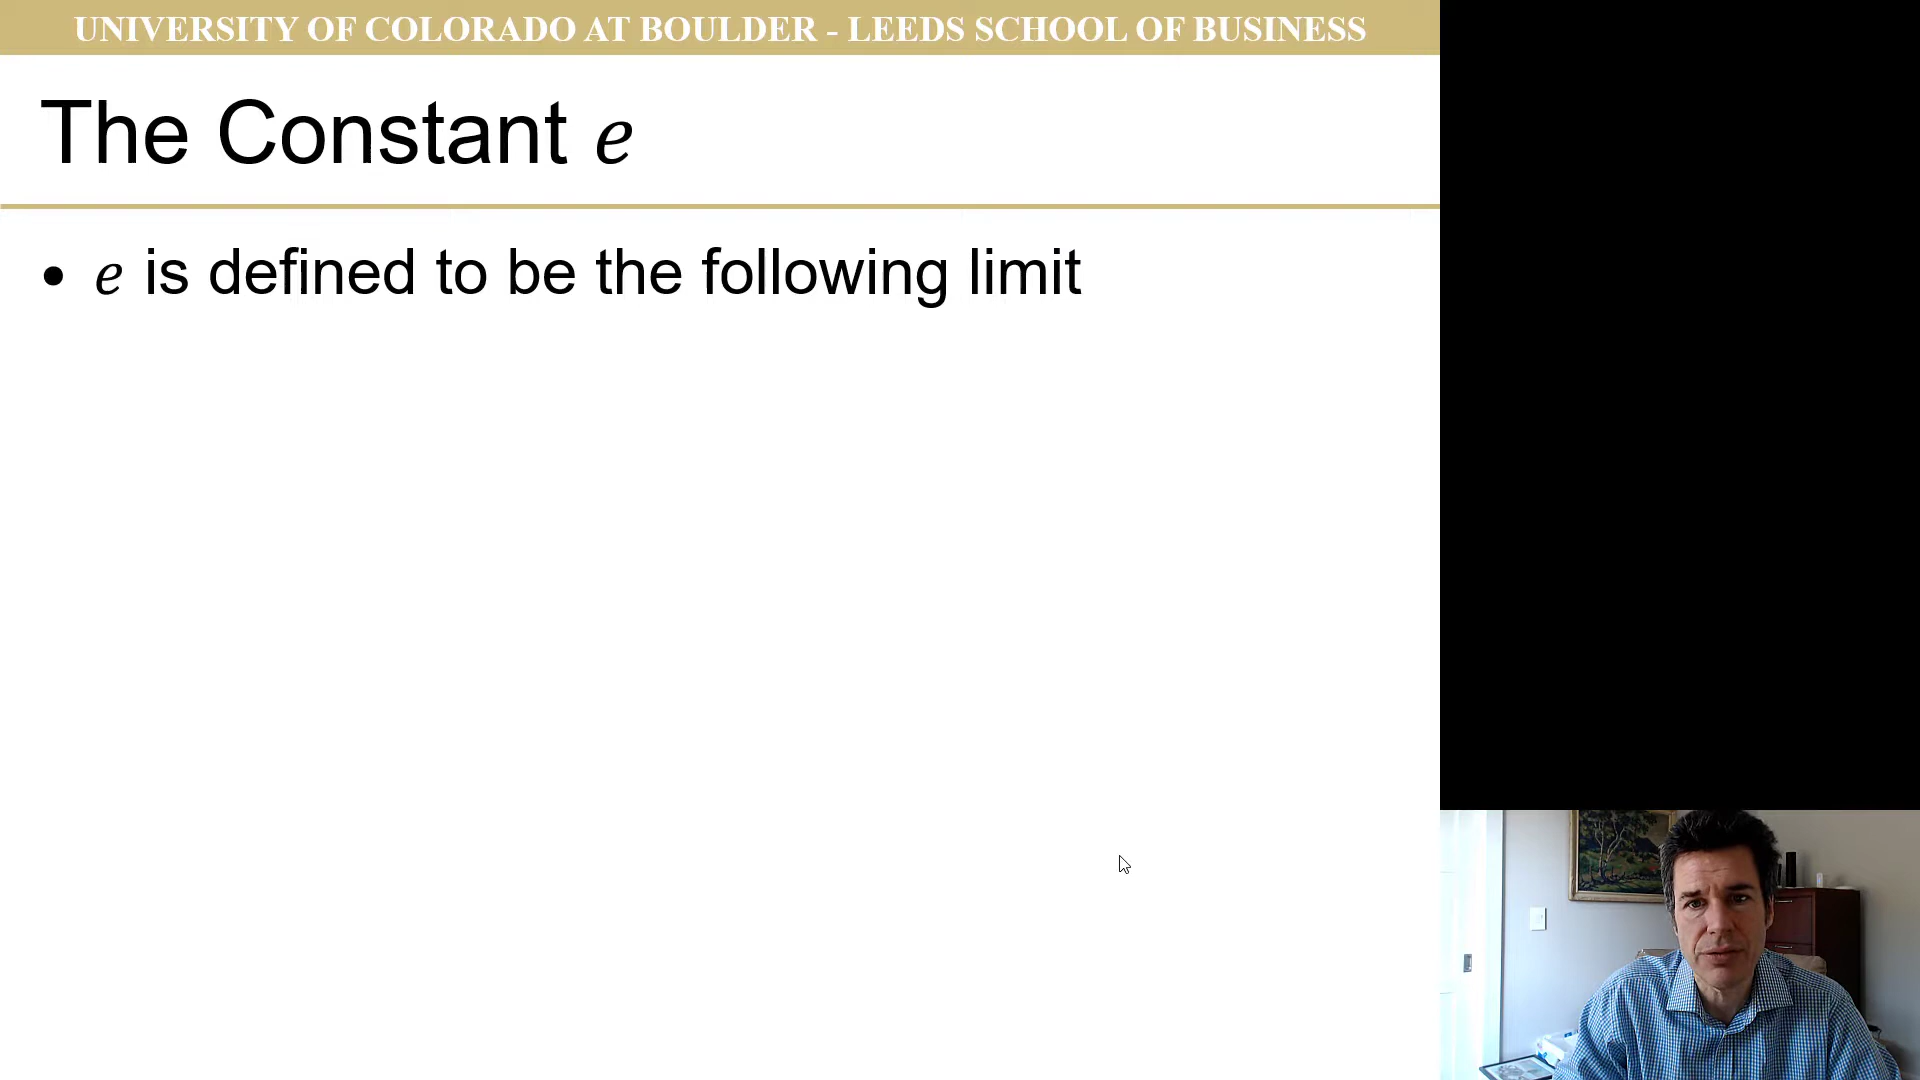 UNIVERSITY OF COLORADO AT BOULDER - LEEDS SCHOOL OF BUSINESS
The Constant e
• e is defined to be the following limit